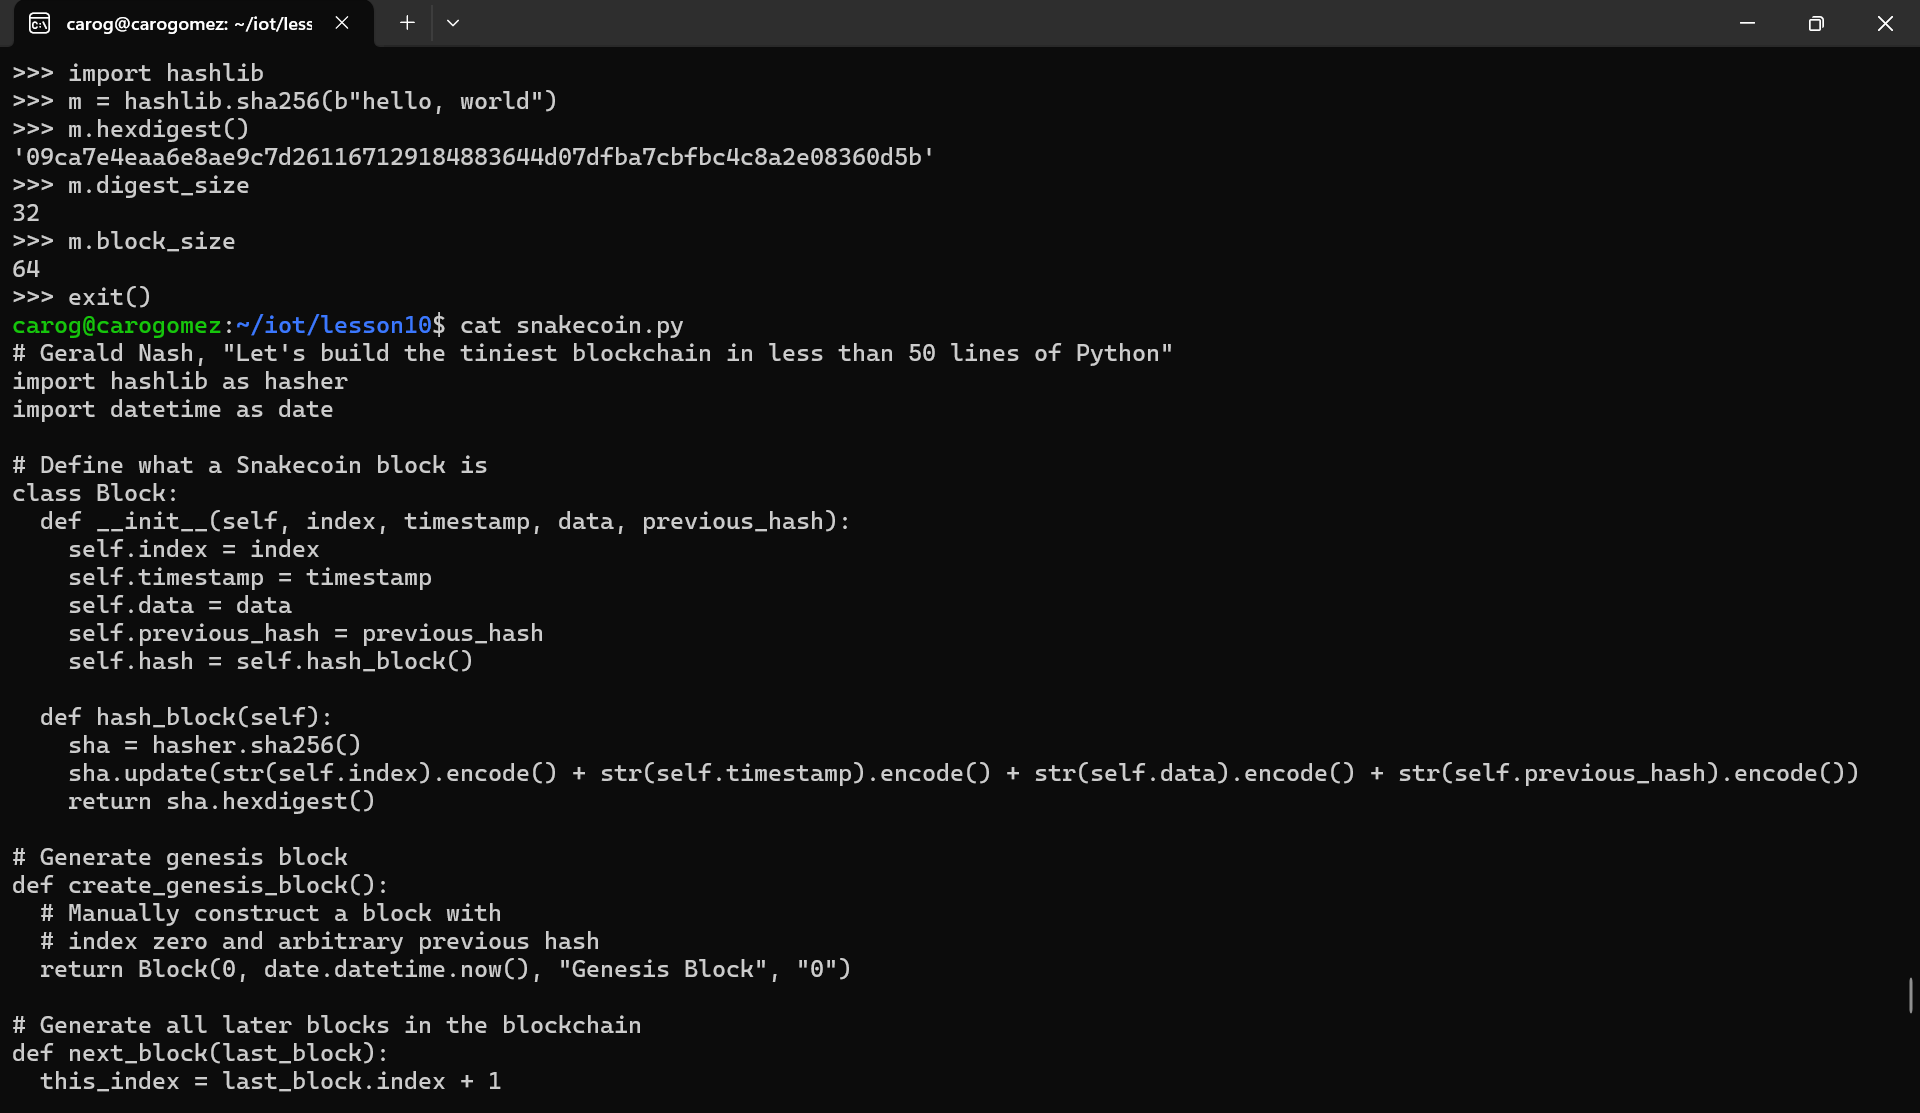 carog@carogomez: ~/iot/less
>>> import hashlib
>>> m = hashlib.sha256(b"hello, world")
>>> m.hexdigest()
'09ca7e4eaa6e8ae9c7d261167129184883644d07dfba7cbfbc4c8a2e08360d5b'
>>> m.digest_size
32
>>> m.block_size
64
>>> exit()
carog@carogomez:~/iot/lesson10$ cat snakecoin.py
# Gerald Nash, "Let's build the tiniest blockchain in less than 50 lines of Python"
import hashlib as hasher
import datetime as date

# Define what a Snakecoin block is
class Block:
  def __init__(self, index, timestamp, data, previous_hash):
    self.index = index
    self.timestamp = timestamp
    self.data = data
    self.previous_hash = previous_hash
    self.hash = self.hash_block()

  def hash_block(self):
    sha = hasher.sha256()
    sha.update(str(self.index).encode() + str(self.timestamp).encode() + str(self.data).encode() + str(self.previous_hash).encode())
    return sha.hexdigest()

# Generate genesis block
def create_genesis_block():
  # Manually construct a block with
  # index zero and arbitrary previous hash
  return Block(0, date.datetime.now(), "Genesis Block", "0")

# Generate all later blocks in the blockchain
def next_block(last_block):
  this_index = last_block.index + 1